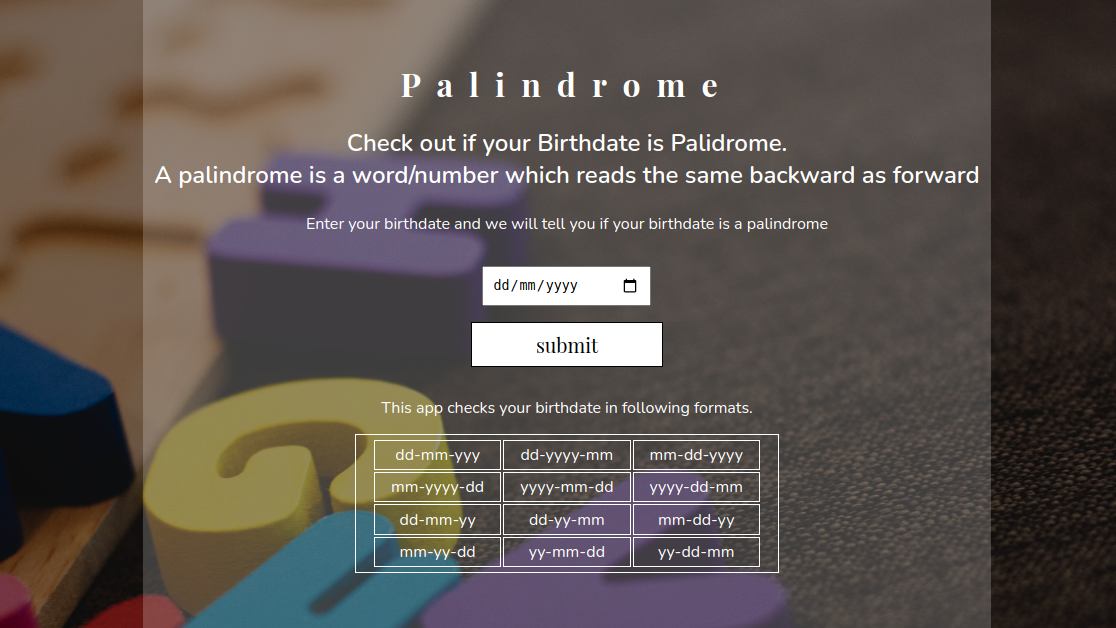 Palindrome
Check out if your Birthdate is Palidrome.
A palindrome is a word/number which reads the same backward as forward
Enter your birthdate and we will tell you if your birthdate is a palindrome
dd/mm/yyyy
submit
This app checks your birthdate in following formats.
dd-mm-yyy dd-yyyy-mm mm-dd-yyyy
mm-yyyy-dd yyyy-mm-dd yyyy-dd-mm
dd-mm-yy dd-yy-mm mm-dd-yy
mm-yy-dd yy-mm-dd yy-dd-mm